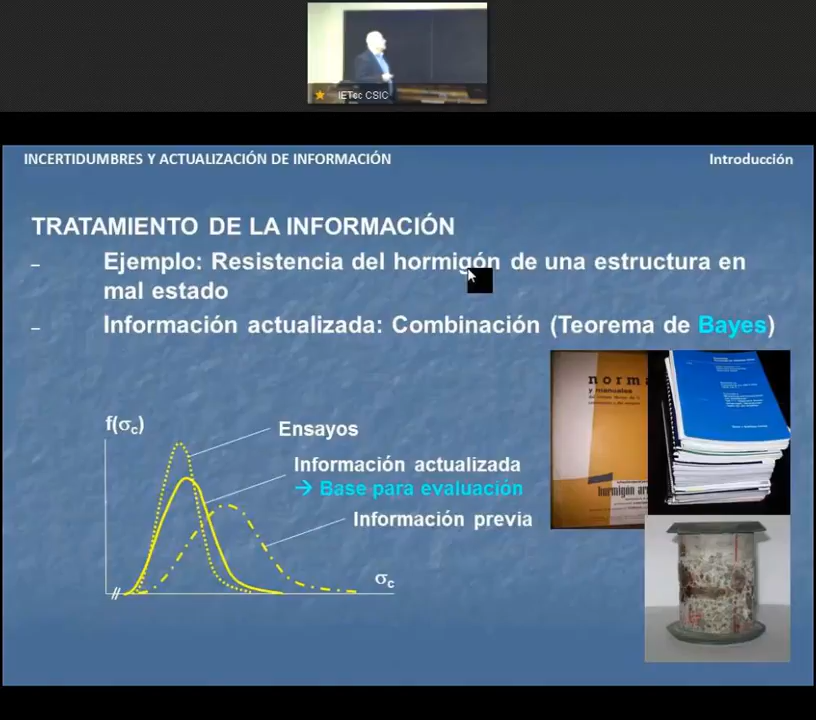 IETcc CSIC
INCERTIDUMBRES Y ACTUALIZACIÓN DE INFORMACIÓN
Introducción
TRATAMIENTO DE LA INFORMACIÓN
– Ejemplo: Resistencia del hormigón de una estructura en
mal estado
– Información actualizada: Combinación (Teorema de Bayes)
f(σc)
Ensayos
Información actualizada
→ Base para evaluación
Información previa
σc
norma
y manuales
hormigón